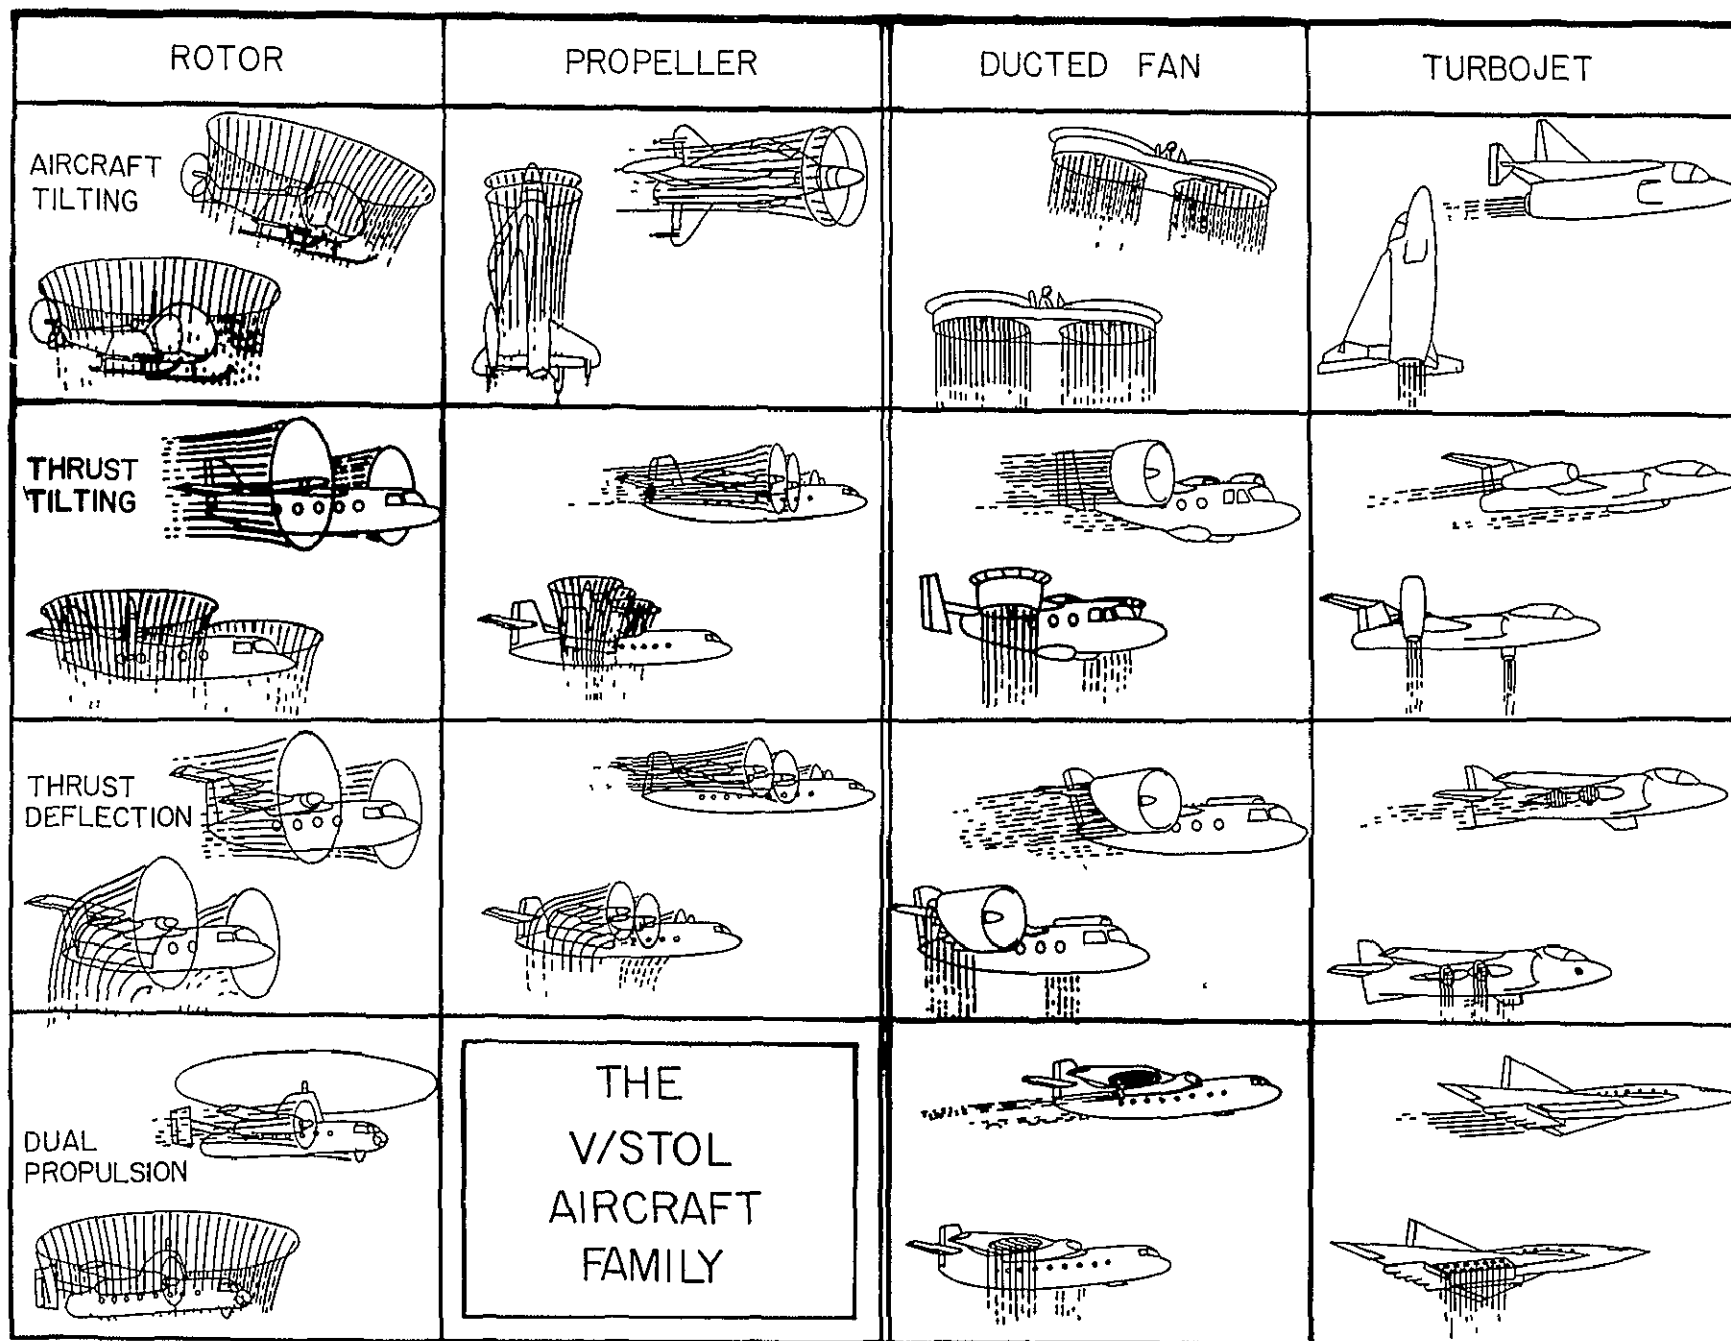 ROTOR
PROPELLER
DUCTED FAN
TURBOJET
AIRCRAFT
TILTING
THRUST
TILTING
THRUST
DEFLECTION
DUAL
PROPULSION
THE
V/STOL
AIRCRAFT
FAMILY